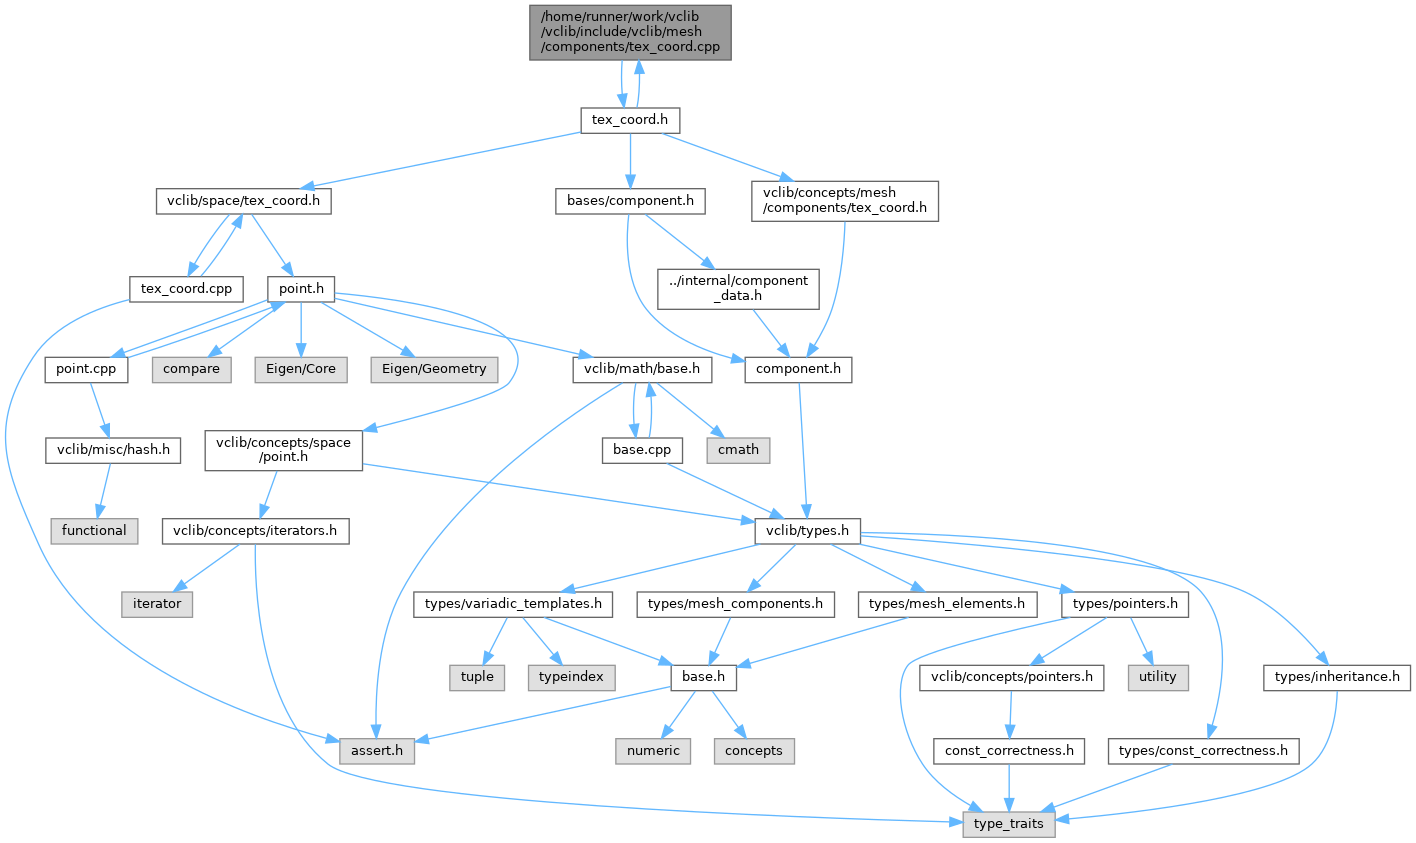 /home/runner/work/vclib
/vclib/include/vclib/mesh
/components/tex_coord.cpp
tex_coord.h
vclib/space/tex_coord.h
bases/component.h
vclib/concepts/mesh
/components/tex_coord.h
tex_coord.cpp
point.h
../internal/component
_data.h
point.cpp
compare
Eigen/Core
Eigen/Geometry
vclib/math/base.h
component.h
vclib/misc/hash.h
vclib/concepts/space
/point.h
base.cpp
cmath
functional
vclib/concepts/iterators.h
vclib/types.h
iterator
types/variadic_templates.h
types/mesh_components.h
types/mesh_elements.h
types/pointers.h
tuple
typeindex
base.h
vclib/concepts/pointers.h
utility
types/inheritance.h
assert.h
numeric
concepts
const_correctness.h
types/const_correctness.h
type_traits